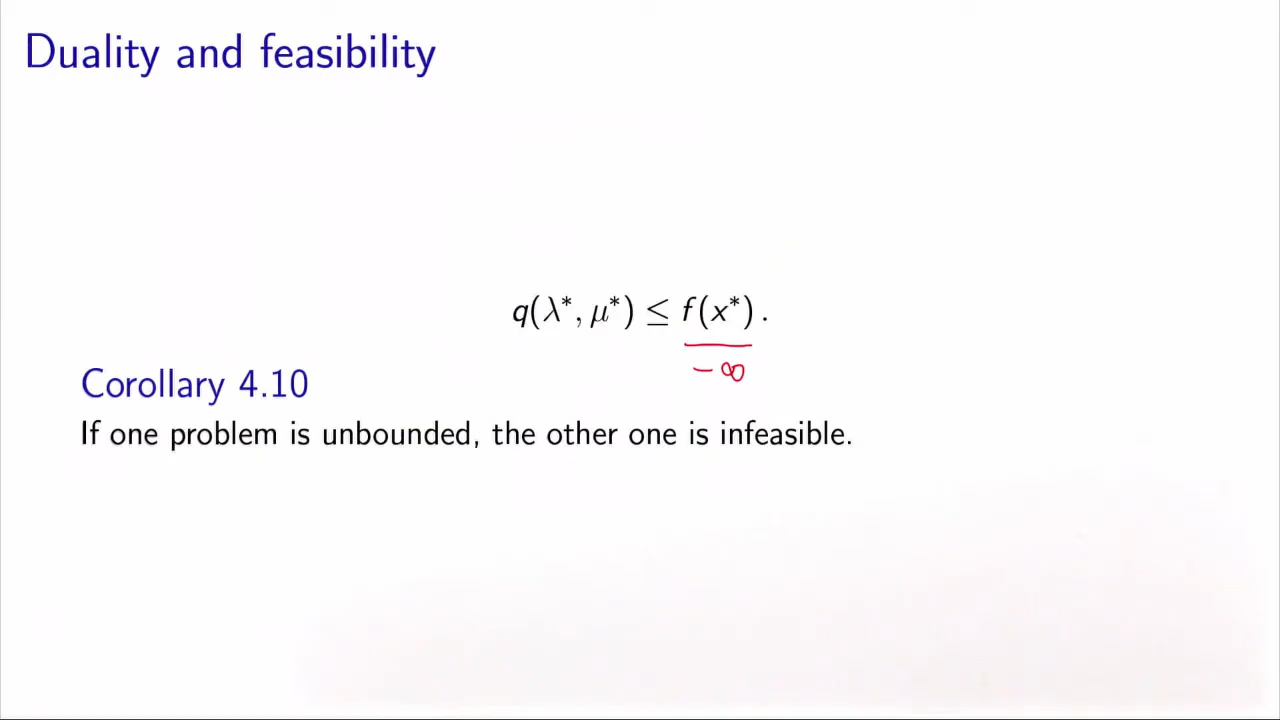 Duality and feasibility
q(λ*, μ*) ≤ f(x*).
− ∞
Corollary 4.10
If one problem is unbounded, the other one is infeasible.